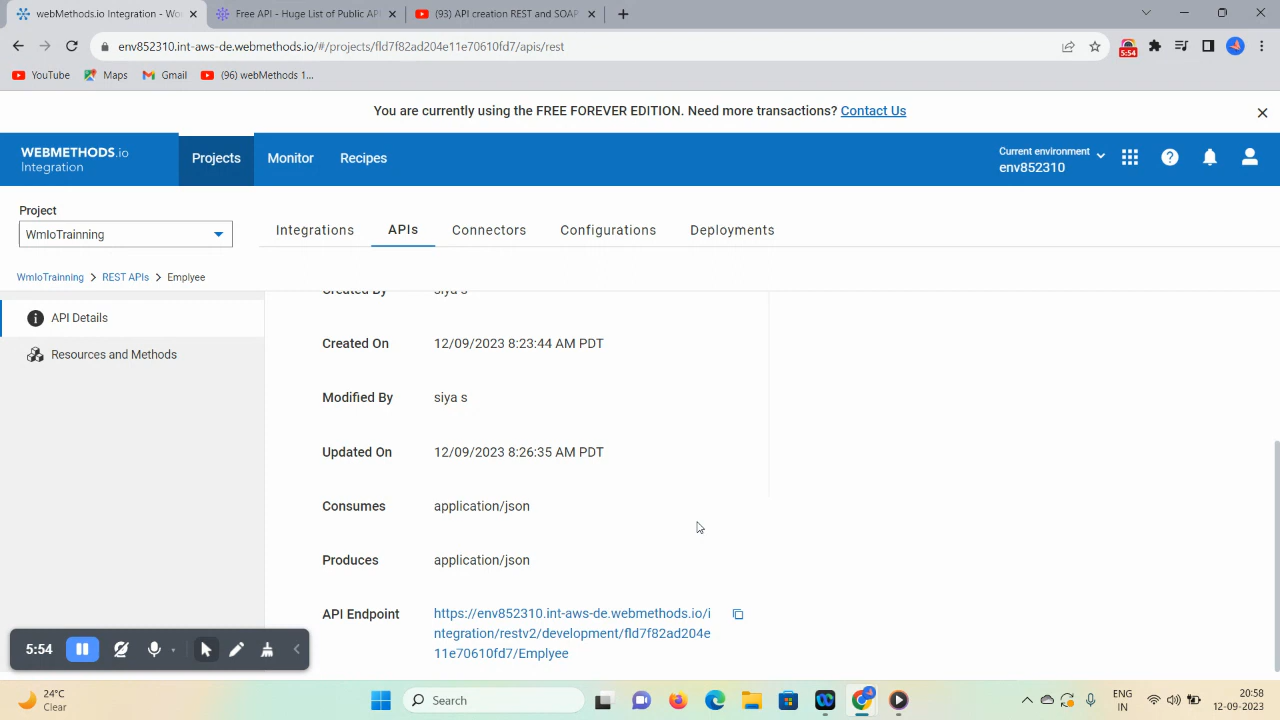 webMethods.io Integration - Wo
Free API - Huge List of Public API
(93) API creation REST and SOAP
env852310.int-aws-de.webmethods.io/#/projects/fld7f82ad204e11e70610fd7/apis/rest
5:54
YouTube
Maps
Gmail
(96) webMethods 1...
You are currently using the FREE FOREVER EDITION. Need more transactions? Contact Us
WEBMETHODS.io
Integration
Projects
Monitor
Recipes
Current environment
env852310
Project
WmIoTrainning
Integrations
APIs
Connectors
Configurations
Deployments
WmIoTrainning > REST APIs > Emplyee
API Details
Resources and Methods
Created By siya s
Created On 12/09/2023 8:23:44 AM PDT
Modified By siya s
Updated On 12/09/2023 8:26:35 AM PDT
Consumes application/json
Produces application/json
API Endpoint https://env852310.int-aws-de.webmethods.io/i
ntegration/restv2/development/fld7f82ad204e
11e70610fd7/Emplyee
5:54
24°C
Clear
Search
ENG
IN
20:58
12-09-2023